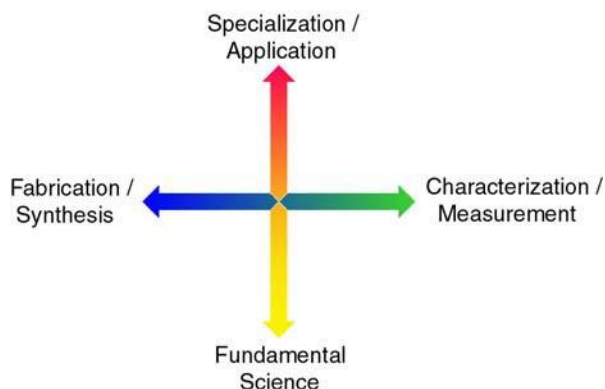 Specialization /
Application
Fabrication /
Synthesis
Characterization /
Measurement
Fundamental
Science